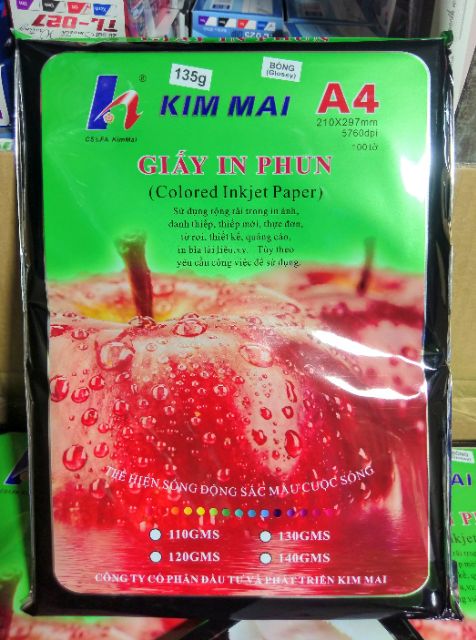 TL-027
135g
BÓNG
(Glossy)
®
KIM MAI
A4
CSLPA KimMai
210X297mm
5760dpi
100 tờ
GIẤY IN PHUN
(Colored Inkjet Paper)
Sử dụng rộng rãi trong in ảnh,
danh thiếp, thiếp mời, thực đơn,
tờ rơi, thiết kế, quảng cáo,
in bìa tài liệu.vv. Tùy theo
yêu cầu công việc để sử dụng.
THỂ HIỆN SỐNG ĐỘNG SẮC MÀU CUỘC SỐNG
110GMS
130GMS
120GMS
140GMS
CÔNG TY CỔ PHẦN ĐẦU TƯ VÀ PHÁT TRIỂN KIM MAI